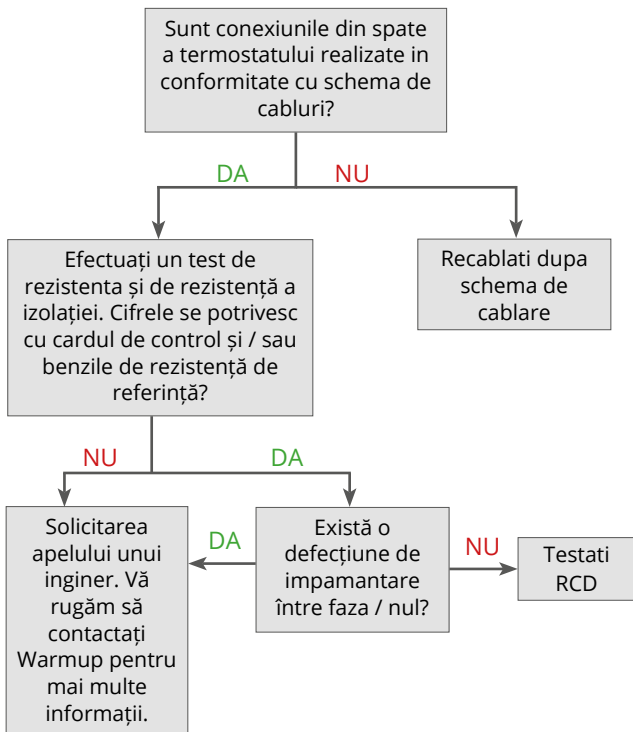 Sunt conexiunile din spate
a termostatului realizate in
conformitate cu schema de
cabluri?
DA
NU
Efectuați un test de
rezistenta și de rezistență a
izolației. Cifrele se potrivesc
cu cardul de control și / sau
benzile de rezistență de
referință?
Recablati dupa
schema de
cablare
NU
DA
Solicitarea
apelului unui
inginer. Vă
rugăm să
contactați
Warmup pentru
mai multe
informații.
DA
Există o
defecțiune de
impamantare
între faza / nul?
NU
Testati
RCD